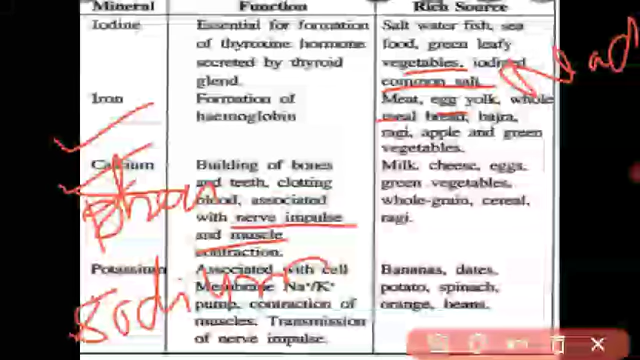 Mineral Function Rich Source
Iodine Essential for formation of thyroxine hormone secreted by thyroid glend. Salt water fish, sea food, green leafy vegetables, iodized common salt.
Iron Formation of haemoglobin Meat, egg yolk, whole meal bread, bajra, ragi, apple and green vegetables.
Calcium Building of bones and teeth, clotting blood, associated with nerve impulse and muscle contraction. Milk, cheese, eggs, green vegetables, whole-grain, cereal, ragi.
Potassium Associated with cell Membrane Na⁺/K⁺ pump, contraction of muscles. Transmission of nerve impulse. Bananas, dates, potato, spinach, orange, beans.
Sodiyam